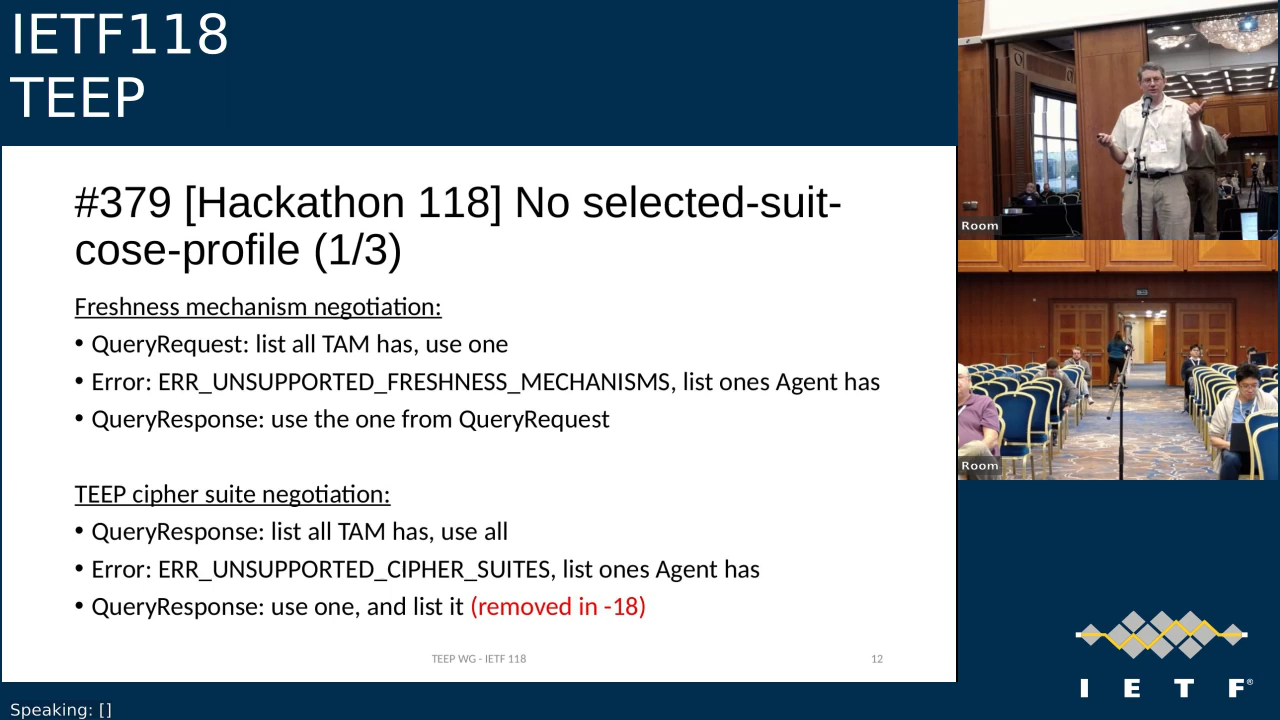 IETF118
TEEP
#379 [Hackathon 118] No selected-suit-
cose-profile (1/3)
Freshness mechanism negotiation:
• QueryRequest: list all TAM has, use one
• Error: ERR_UNSUPPORTED_FRESHNESS_MECHANISMS, list ones Agent has
• QueryResponse: use the one from QueryRequest
TEEP cipher suite negotiation:
• QueryResponse: list all TAM has, use all
• Error: ERR_UNSUPPORTED_CIPHER_SUITES, list ones Agent has
• QueryResponse: use one, and list it (removed in -18)
TEEP WG - IETF 118
12
Room
Room
I E T F®
Speaking: []